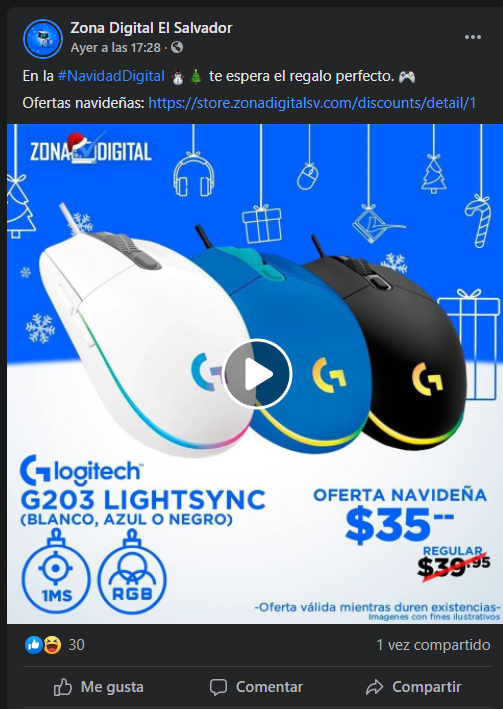 Zona Digital El Salvador
Ayer a las 17:28 ·
En la #NavidadDigital ⛄🎄 te espera el regalo perfecto. 🎮
Ofertas navideñas: https://store.zonadigitalsv.com/discounts/detail/1
ZONA DIGITAL
logitech
G203 LIGHTSYNC
(BLANCO, AZUL O NEGRO)
1MS
RGB
OFERTA NAVIDEÑA
$35--
REGULAR
$39.95
-Oferta válida mientras duren existencias-
Imagenes con fines ilustrativos
30
1 vez compartido
Me gusta
Comentar
Compartir